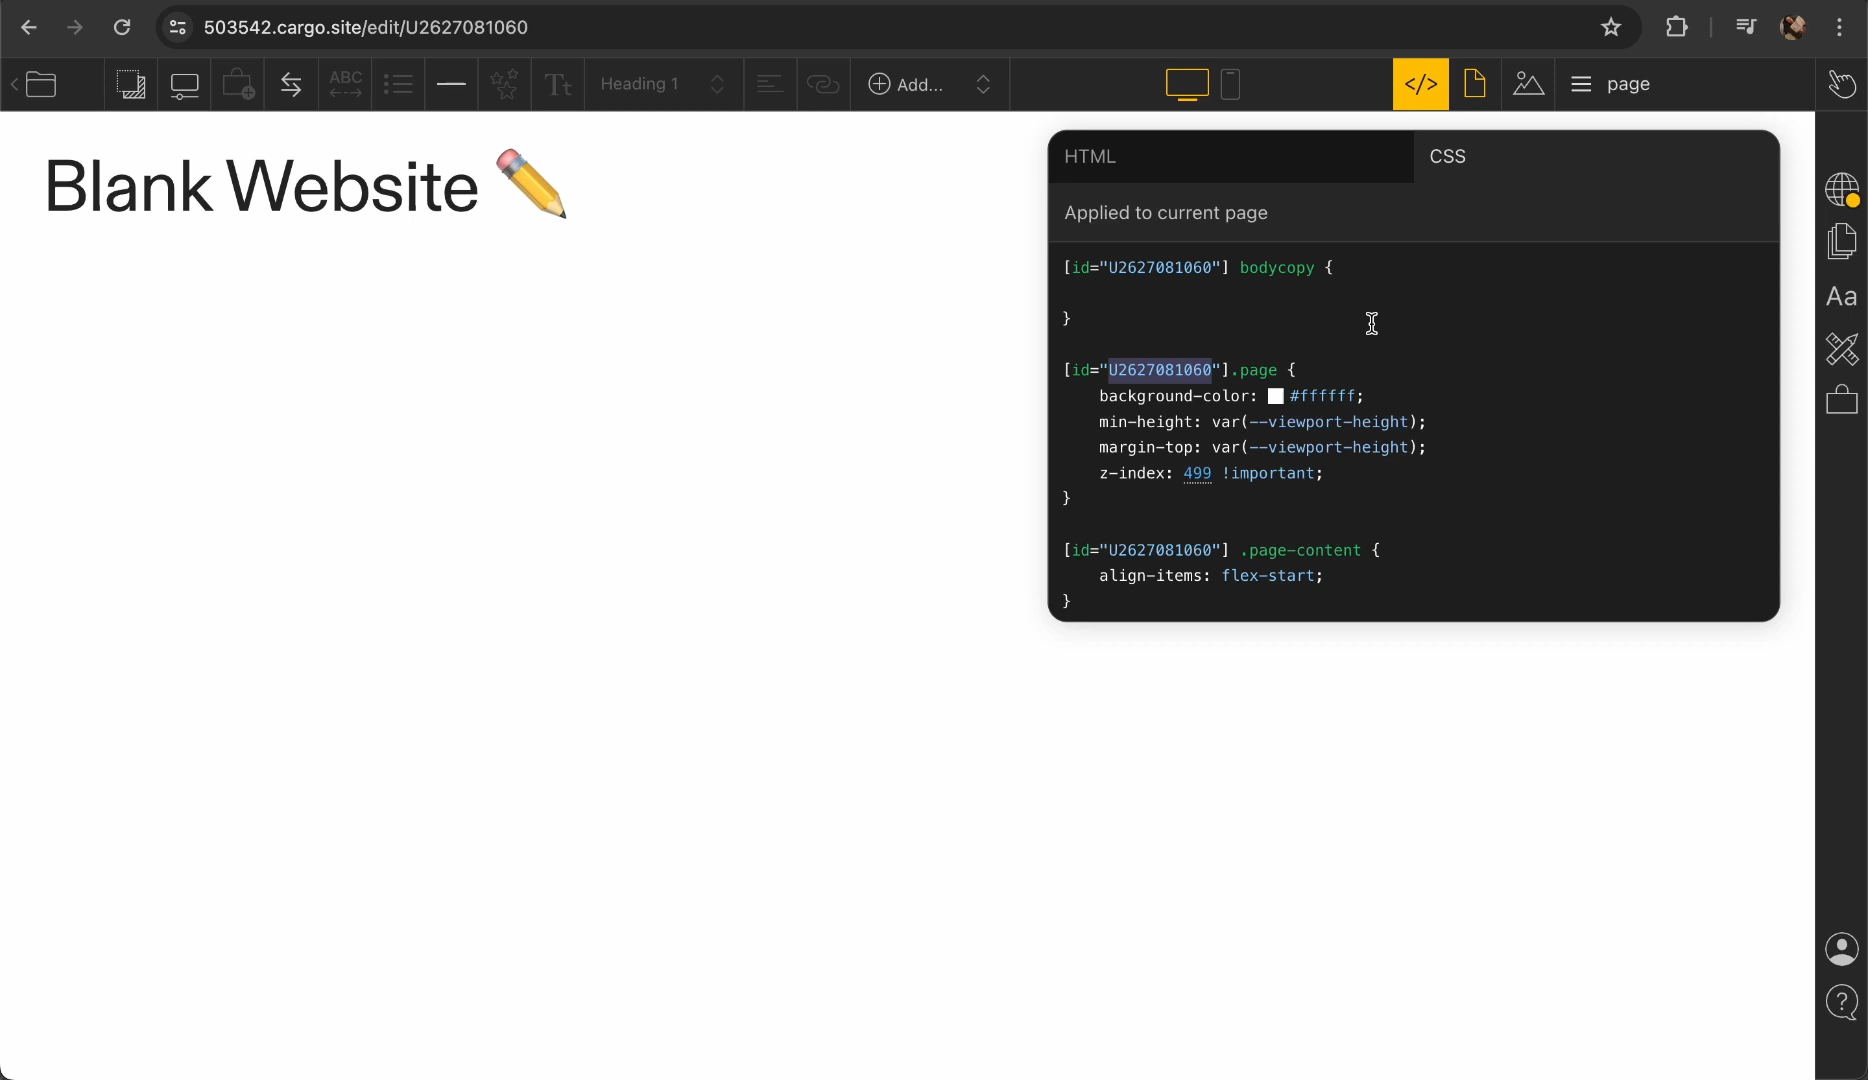 503542.cargo.site/edit/U2627081060
ABC
Tt
Heading 1
Add...
</>
page
Blank Website
HTML
CSS
Applied to current page
[id="U2627081060"] bodycopy {
}
[id="U2627081060"].page {
background-color: #ffffff;
min-height: var(--viewport-height);
margin-top: var(--viewport-height);
z-index: 499 !important;
}
[id="U2627081060"] .page-content {
align-items: flex-start;
}
Aa
?